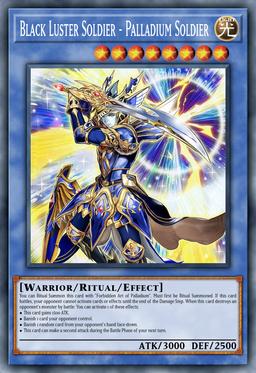 Black Luster Soldier - Palladium Soldier
LIGHT
光
[Warrior/Ritual/Effect]
You can Ritual Summon this card with "Forbidden Art of Palladium". Must first be Ritual Summoned. If this card
battles, your opponent cannot activate cards or effects until the end of the Damage Step. When this card destroys
an opponent's monster by battle: You can activate 1 of these effects.
• This card gains 1500 ATK.
• Banish 1 card your opponent control.
• Banish 1 random card from your opponent's hand face-down.
• This card can make a second attack during the Battle Phase of your next turn.
ATK/3000 DEF/2500